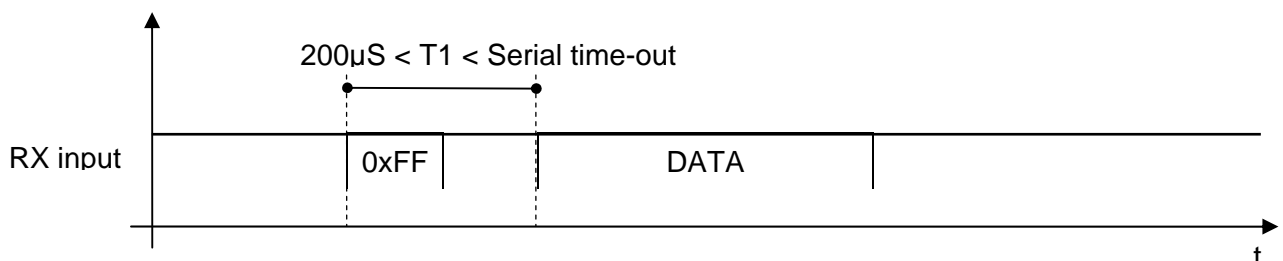 200µS < T1 < Serial time-out
RX input
0xFF
DATA
t